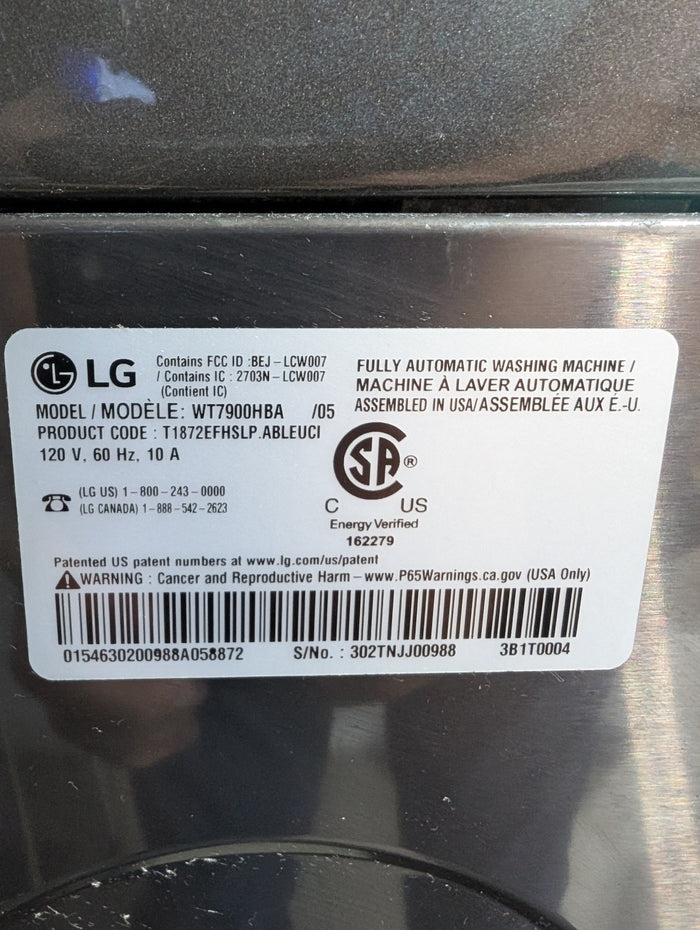 LG
Contains FCC ID :BEJ – LCW007
/ Contains IC : 2703N – LCW007
(Contient IC)
MODEL / MODÈLE: WT7900HBA /05
PRODUCT CODE : T1872EFHSLP.ABLEUCI
120 V, 60 Hz, 10 A
FULLY AUTOMATIC WASHING MACHINE /
MACHINE À LAVER AUTOMATIQUE
ASSEMBLED IN USA/ASSEMBLÉE AUX É.-U.
(LG US) 1–800–243–0000
(LG CANADA) 1–888–542–2623
SA ®
C US
Energy Verified
162279
Patented US patent numbers at www.lg.com/us/patent
WARNING : Cancer and Reproductive Harm – www.P65Warnings.ca.gov (USA Only)
0154630200988A058872 S/No. : 302TNJJ00988 3B1T0004